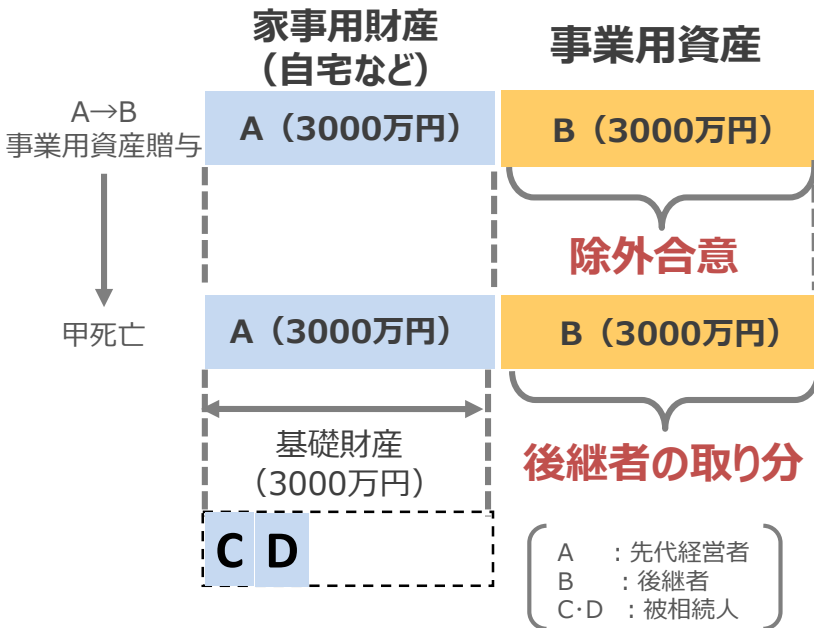 家事用財産
（自宅など）
事業用資産
A→B
事業用資産贈与
A（3000万円）
B（3000万円）
除外合意
甲死亡
A（3000万円）
B（3000万円）
基礎財産
（3000万円）
後継者の取り分
C D
A　：先代経営者
B　：後継者
C･D　：被相続人